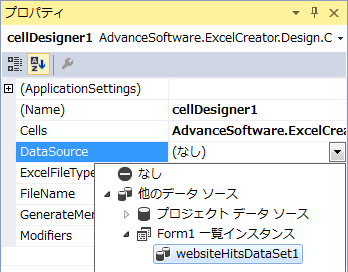 プロパティ
cellDesigner1 AdvanceSoftware.ExcelCreator.Design.C
(ApplicationSettings)
(Name) cellDesigner1
Cells AdvanceSoftware.ExcelCrea
DataSource (なし)
ExcelFileType なし
FileName 他のデータ ソース
プロジェクト データ ソース
GenerateMe Form1 一覧インスタンス
Modifiers websiteHitsDataSet1